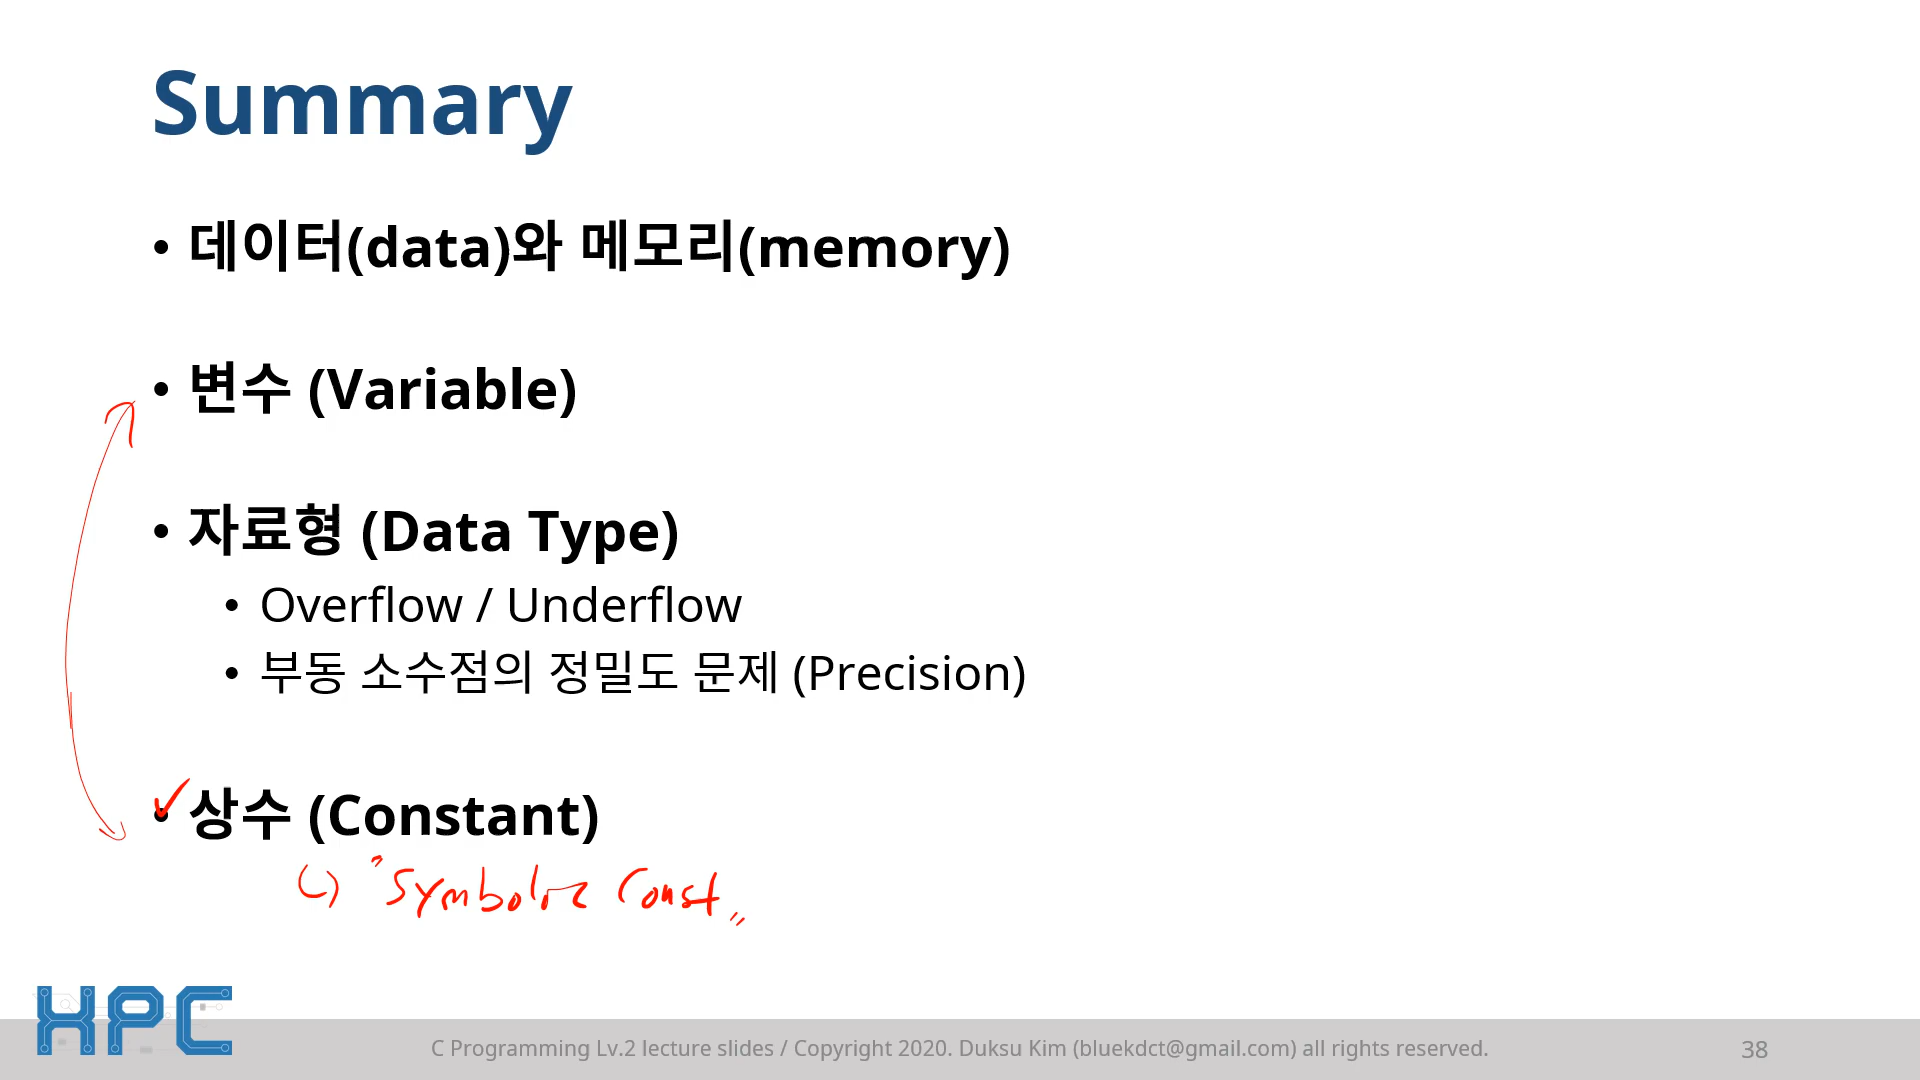 Summary
• 데이터(data)와 메모리(memory)
• 변수 (Variable)
• 자료형 (Data Type)
• Overflow / Underflow
• 부동 소수점의 정밀도 문제 (Precision)
• 상수 (Constant)
"Symbolic Const"
HPC
C Programming Lv.2 lecture slides / Copyright 2020. Duksu Kim (bluekdct@gmail.com) all rights reserved.
38